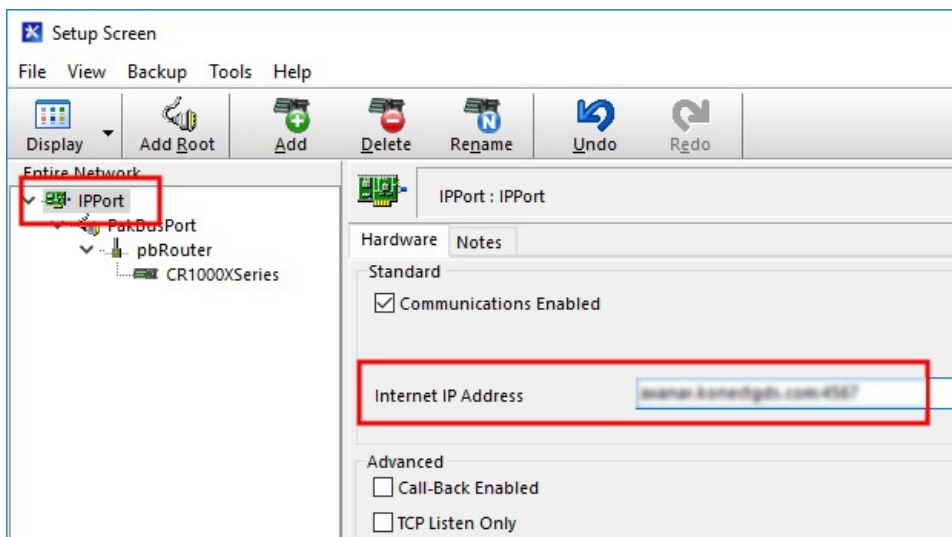 Setup Screen
File View Backup Tools Help
Display Add Root Add Delete Rename Undo Redo
Entire Network
IPPort
PakBusPort
pbRouter
CR1000XSeries
IPPort : IPPort
Hardware Notes
Standard
Communications Enabled
Internet IP Address
Advanced
Call-Back Enabled
TCP Listen Only